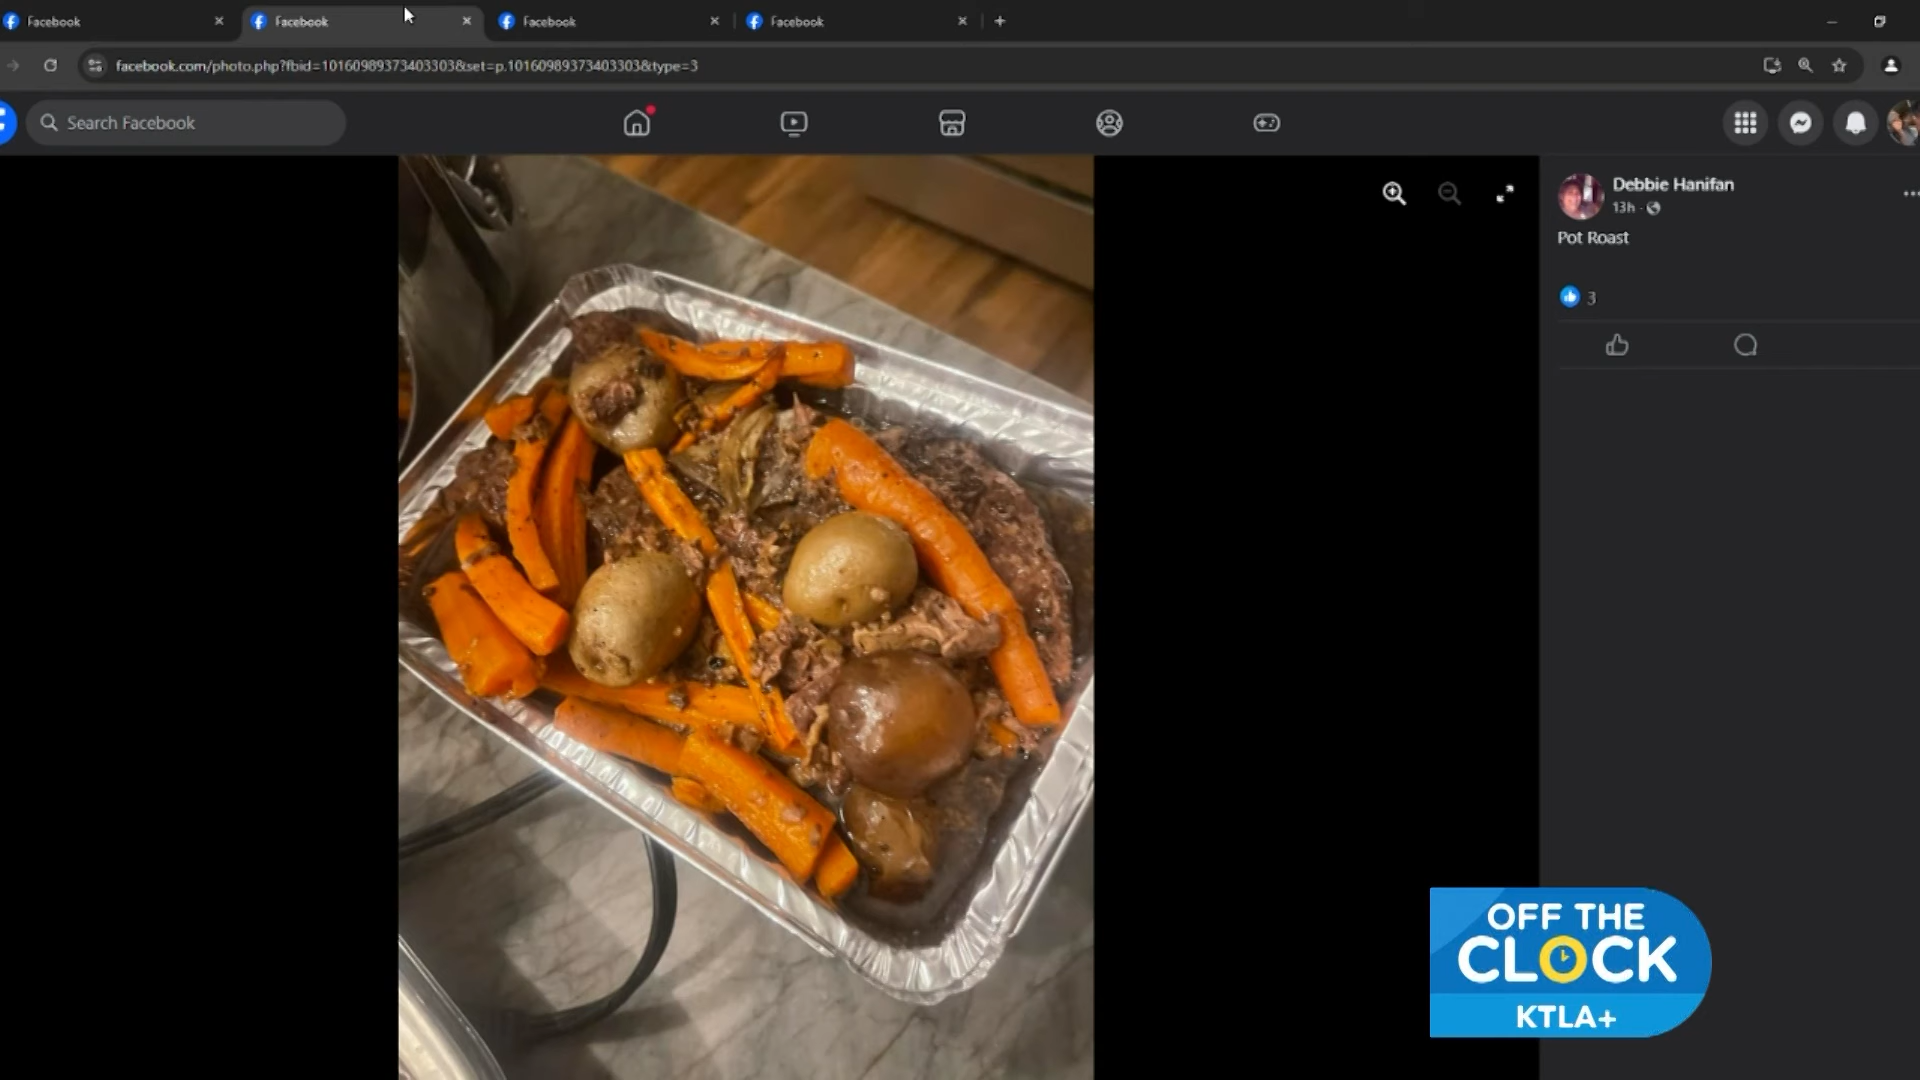 Facebook
Facebook
Facebook
Facebook
facebook.com/photo.php?fbid=10160989373403303&set=p.10160989373403303&type=3
Search Facebook
Debbie Hanifan
13h
Pot Roast
3
OFF THE
CLOCK
KTLA+